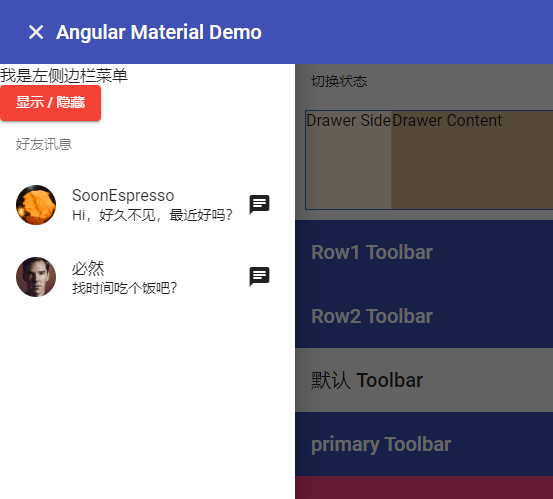 Angular Material Demo
我是左侧边栏菜单
显示 / 隐藏
好友讯息
SoonEspresso
Hi，好久不见，最近好吗？
必然
找时间吃个饭吧？
切换状态
Drawer Side
Drawer Content
Row1 Toolbar
Row2 Toolbar
默认 Toolbar
primary Toolbar